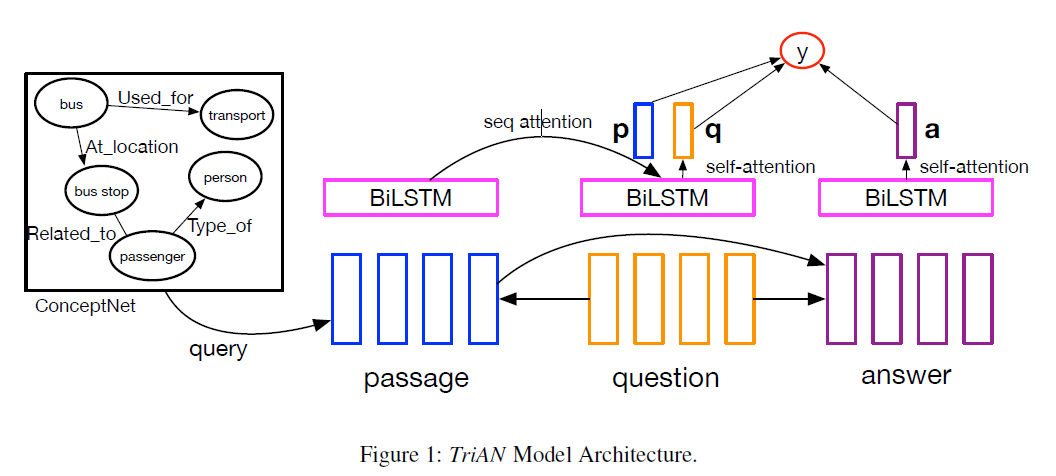 y
bus
Used_for
transport
At_location
bus stop
person
Related_to
Type_of
passenger
ConceptNet
query
seq attention
p
q
a
self-attention
self-attention
BiLSTM
BiLSTM
BiLSTM
passage
question
answer
Figure 1: TriAN Model Architecture.